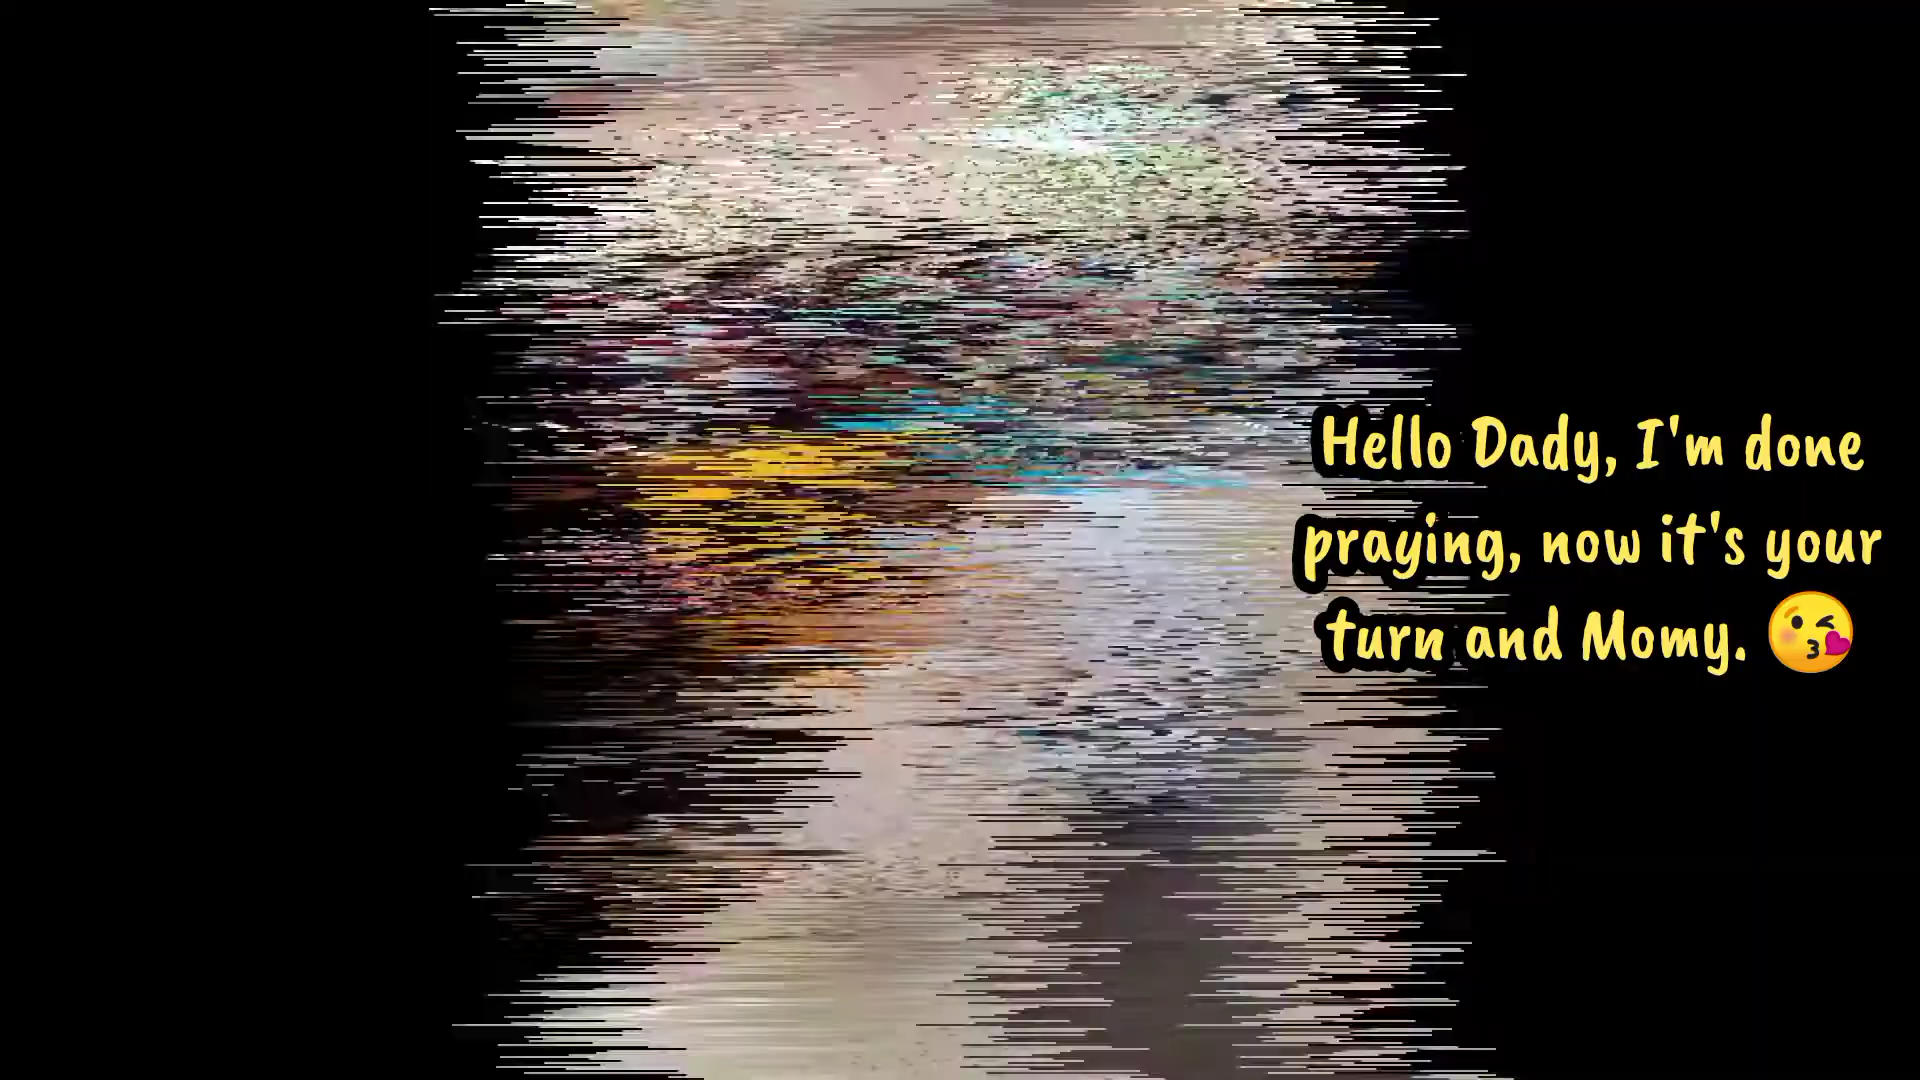 Hello Dady, I'm done
praying, now it's your
turn and Momy. 😘